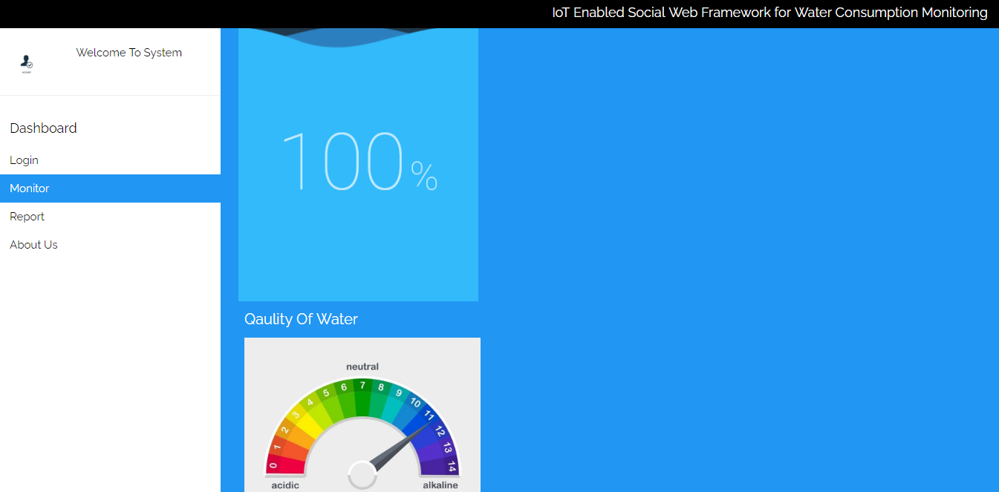 IoT Enabled Social Web Framework for Water Consumption Monitoring
Welcome To System
Dashboard
Login
Monitor
Report
About Us
100%
Qaulity Of Water
neutral
0 1 2 3 4 5 6 7 8 9 10 11 12 13 14
acidic alkaline